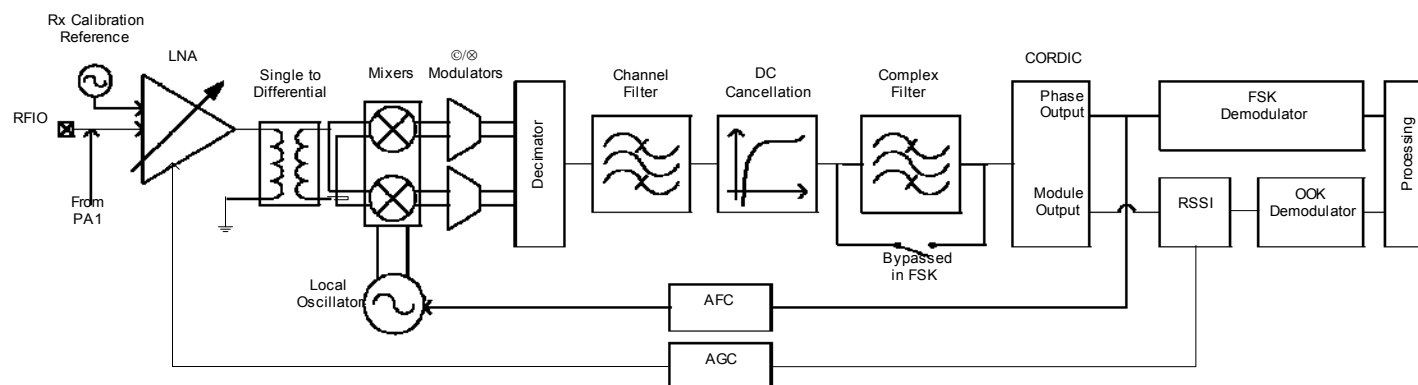 Rx Calibration
Reference
LNA
RFIO
From
PA1
Single to
Differential
Mixers
©/⊗
Modulators
Local
Oscillator
Decimator
Channel
Filter
DC
Cancellation
Complex
Filter
Bypassed
in FSK
CORDIC
Phase
Output
Module
Output
FSK
Demodulator
RSSI
OOK
Demodulator
Processing
AFC
AGC